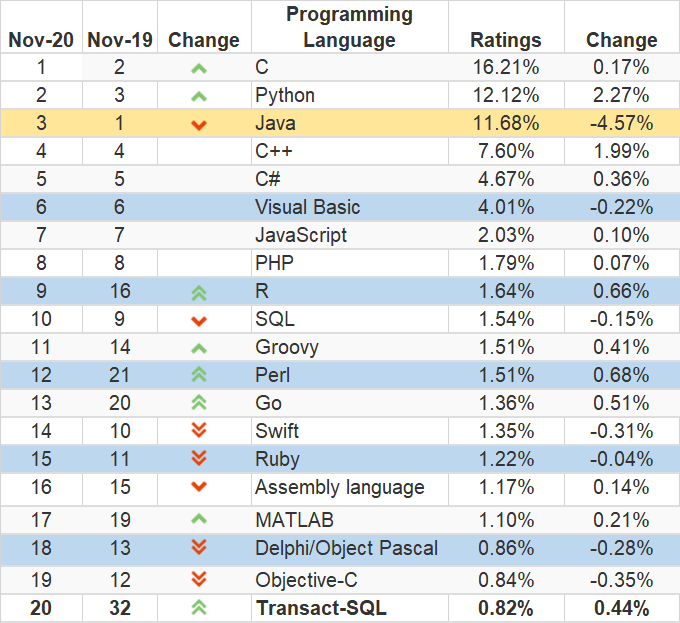 Nov-20 Nov-19 Change Programming Language Ratings Change
1 2 C 16.21% 0.17%
2 3 Python 12.12% 2.27%
3 1 Java 11.68% -4.57%
4 4 C++ 7.60% 1.99%
5 5 C# 4.67% 0.36%
6 6 Visual Basic 4.01% -0.22%
7 7 JavaScript 2.03% 0.10%
8 8 PHP 1.79% 0.07%
9 16 R 1.64% 0.66%
10 9 SQL 1.54% -0.15%
11 14 Groovy 1.51% 0.41%
12 21 Perl 1.51% 0.68%
13 20 Go 1.36% 0.51%
14 10 Swift 1.35% -0.31%
15 11 Ruby 1.22% -0.04%
16 15 Assembly language 1.17% 0.14%
17 19 MATLAB 1.10% 0.21%
18 13 Delphi/Object Pascal 0.86% -0.28%
19 12 Objective-C 0.84% -0.35%
20 32 Transact-SQL 0.82% 0.44%